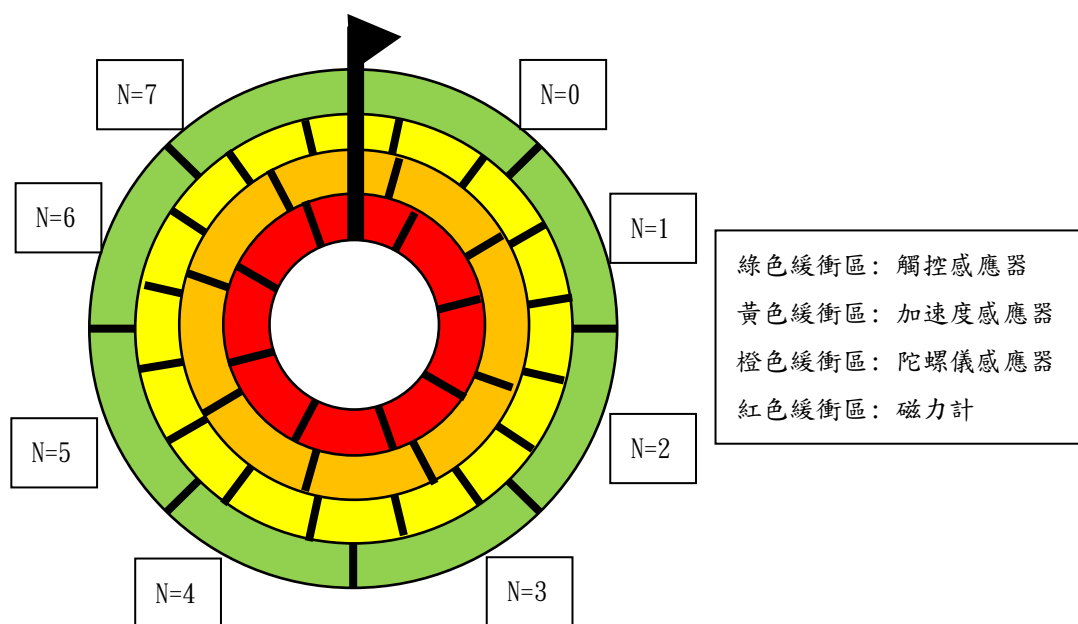 N=7
N=0
N=6
N=1
綠色緩衝區: 觸控感應器
黃色緩衝區: 加速度感應器
橙色緩衝區: 陀螺儀感應器
紅色緩衝區: 磁力計
N=5
N=2
N=4
N=3